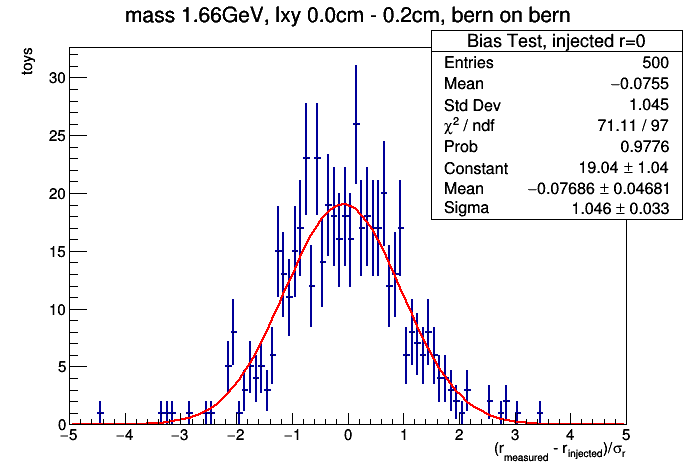 mass 1.66GeV, lxy 0.0cm - 0.2cm, bern on bern
Bias Test, injected r=0
Entries 500
Mean −0.0755
Std Dev 1.045
χ² / ndf 71.11 / 97
Prob 0.9776
Constant 19.04 ± 1.04
Mean −0.07686 ± 0.04681
Sigma 1.046 ± 0.033
toys
30
25
20
15
10
5
0
−5 −4 −3 −2 −1 0 1 2 3 4 5
(r_measured - r_injected)/σ_r